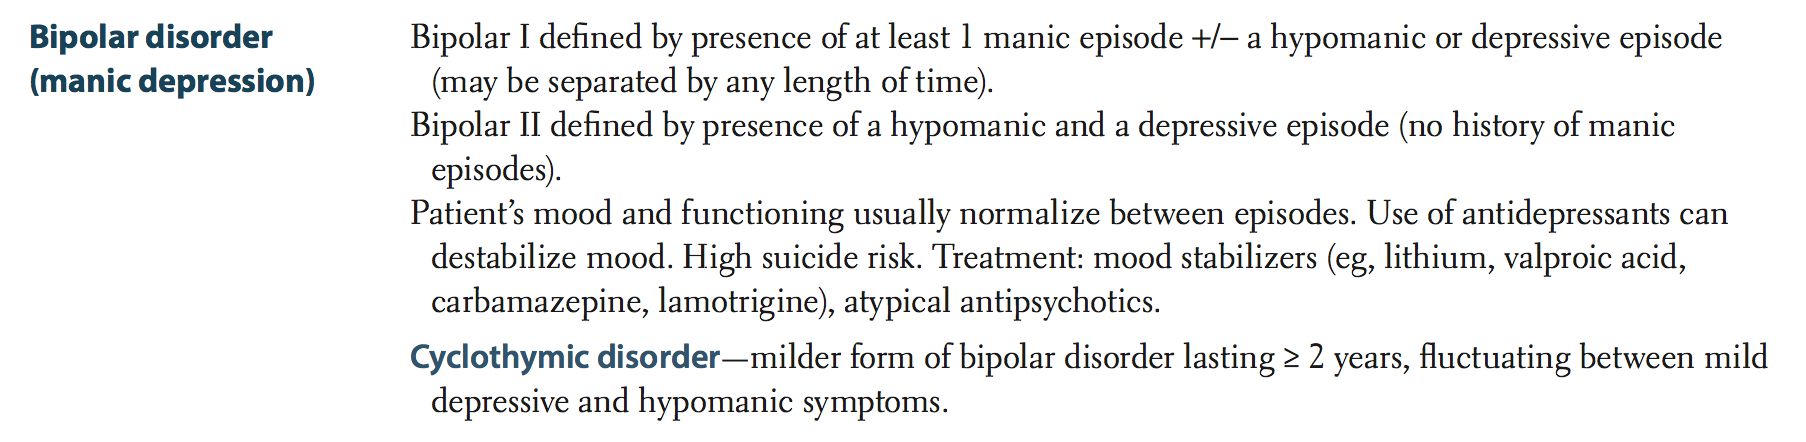 Bipolar disorder
(manic depression)
Bipolar I defined by presence of at least 1 manic episode +/– a hypomanic or depressive episode
(may be separated by any length of time).
Bipolar II defined by presence of a hypomanic and a depressive episode (no history of manic
episodes).
Patient’s mood and functioning usually normalize between episodes. Use of antidepressants can
destabilize mood. High suicide risk. Treatment: mood stabilizers (eg, lithium, valproic acid,
carbamazepine, lamotrigine), atypical antipsychotics.
Cyclothymic disorder—milder form of bipolar disorder lasting ≥ 2 years, fluctuating between mild
depressive and hypomanic symptoms.